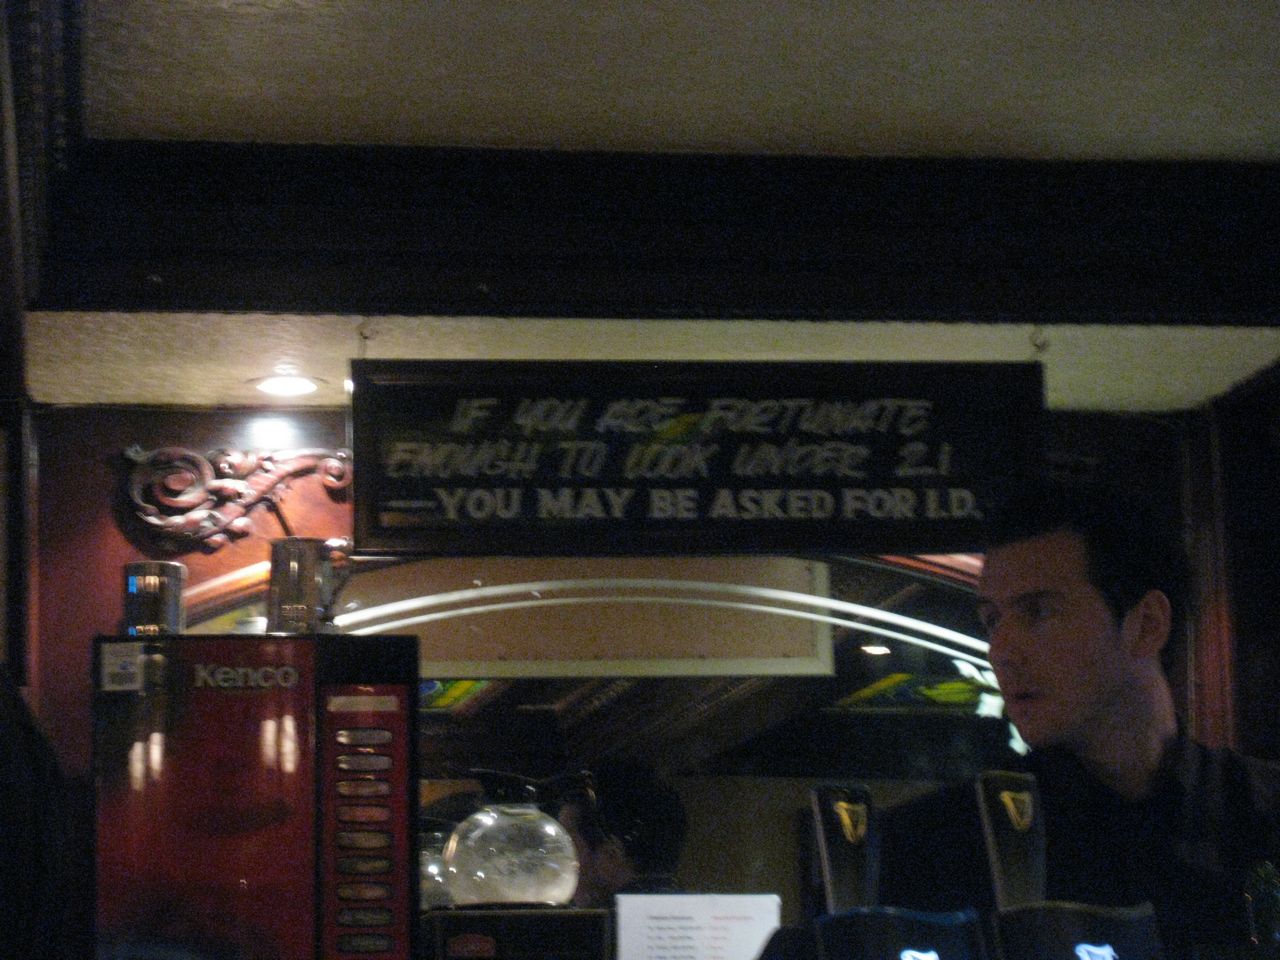 IF YOU ARE FORTUNATE
ENOUGH TO LOOK UNDER 21
—YOU MAY BE ASKED FOR I.D.
Kenco